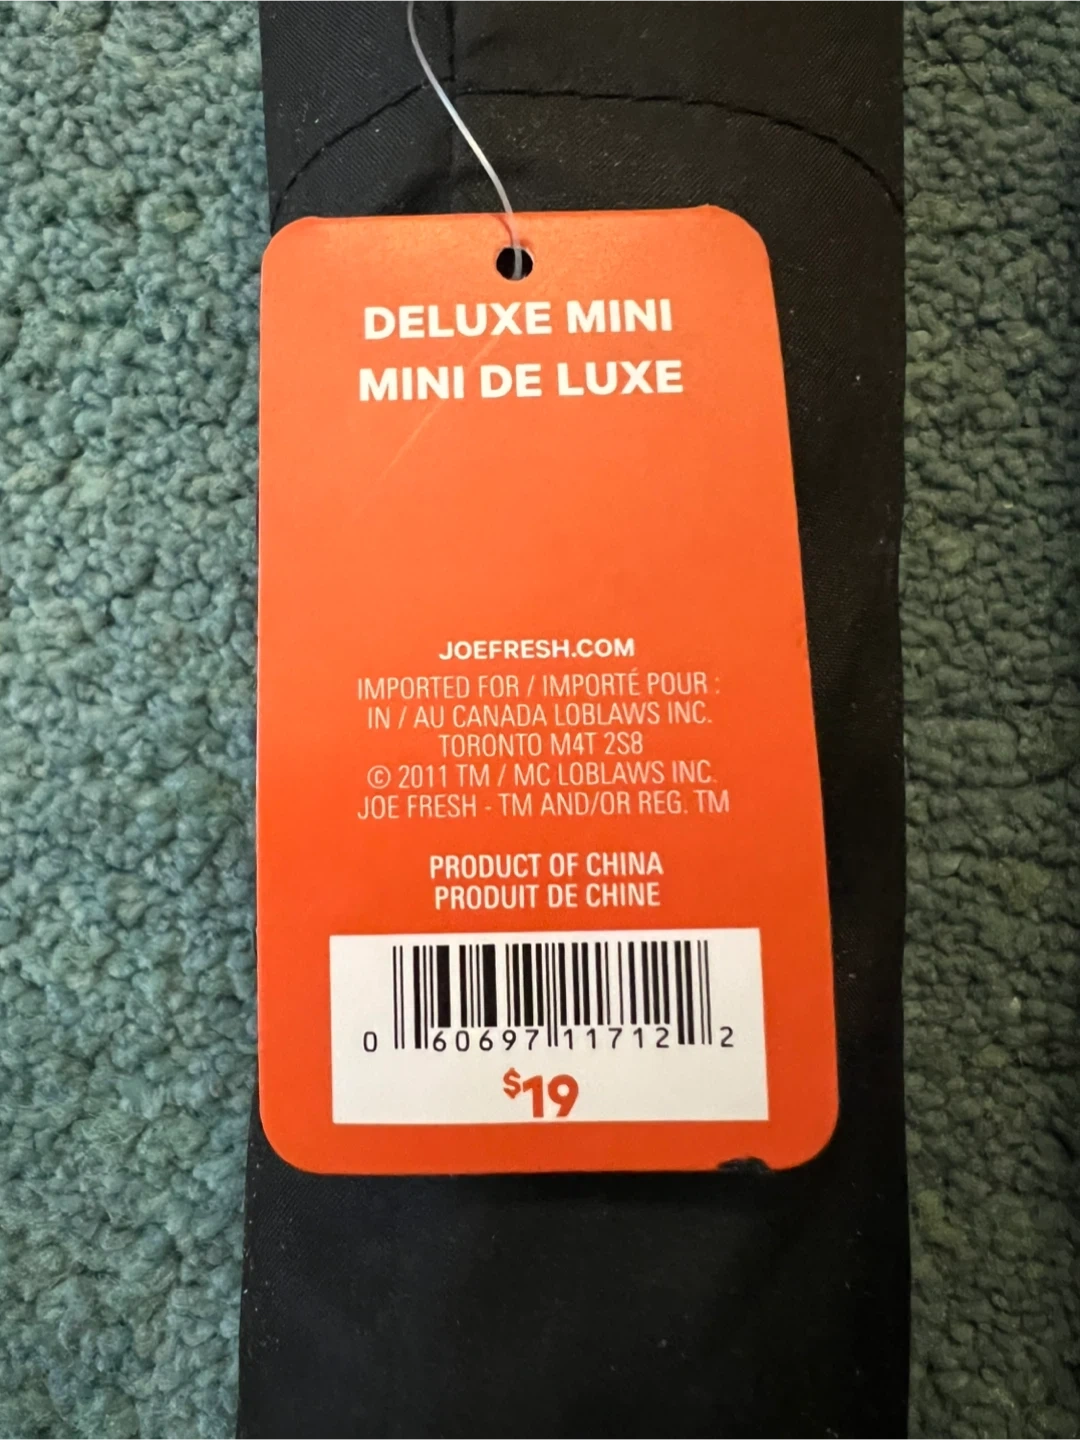 DELUXE MINI
MINI DE LUXE
JOEFRESH.COM
IMPORTED FOR / IMPORTÉ POUR :
IN / AU CANADA LOBLAWS INC.
TORONTO M4T 2S8
© 2011 TM / MC LOBLAWS INC.
JOE FRESH - TM AND/OR REG. TM
PRODUCT OF CHINA
PRODUIT DE CHINE
0 60697 11712 2
$19